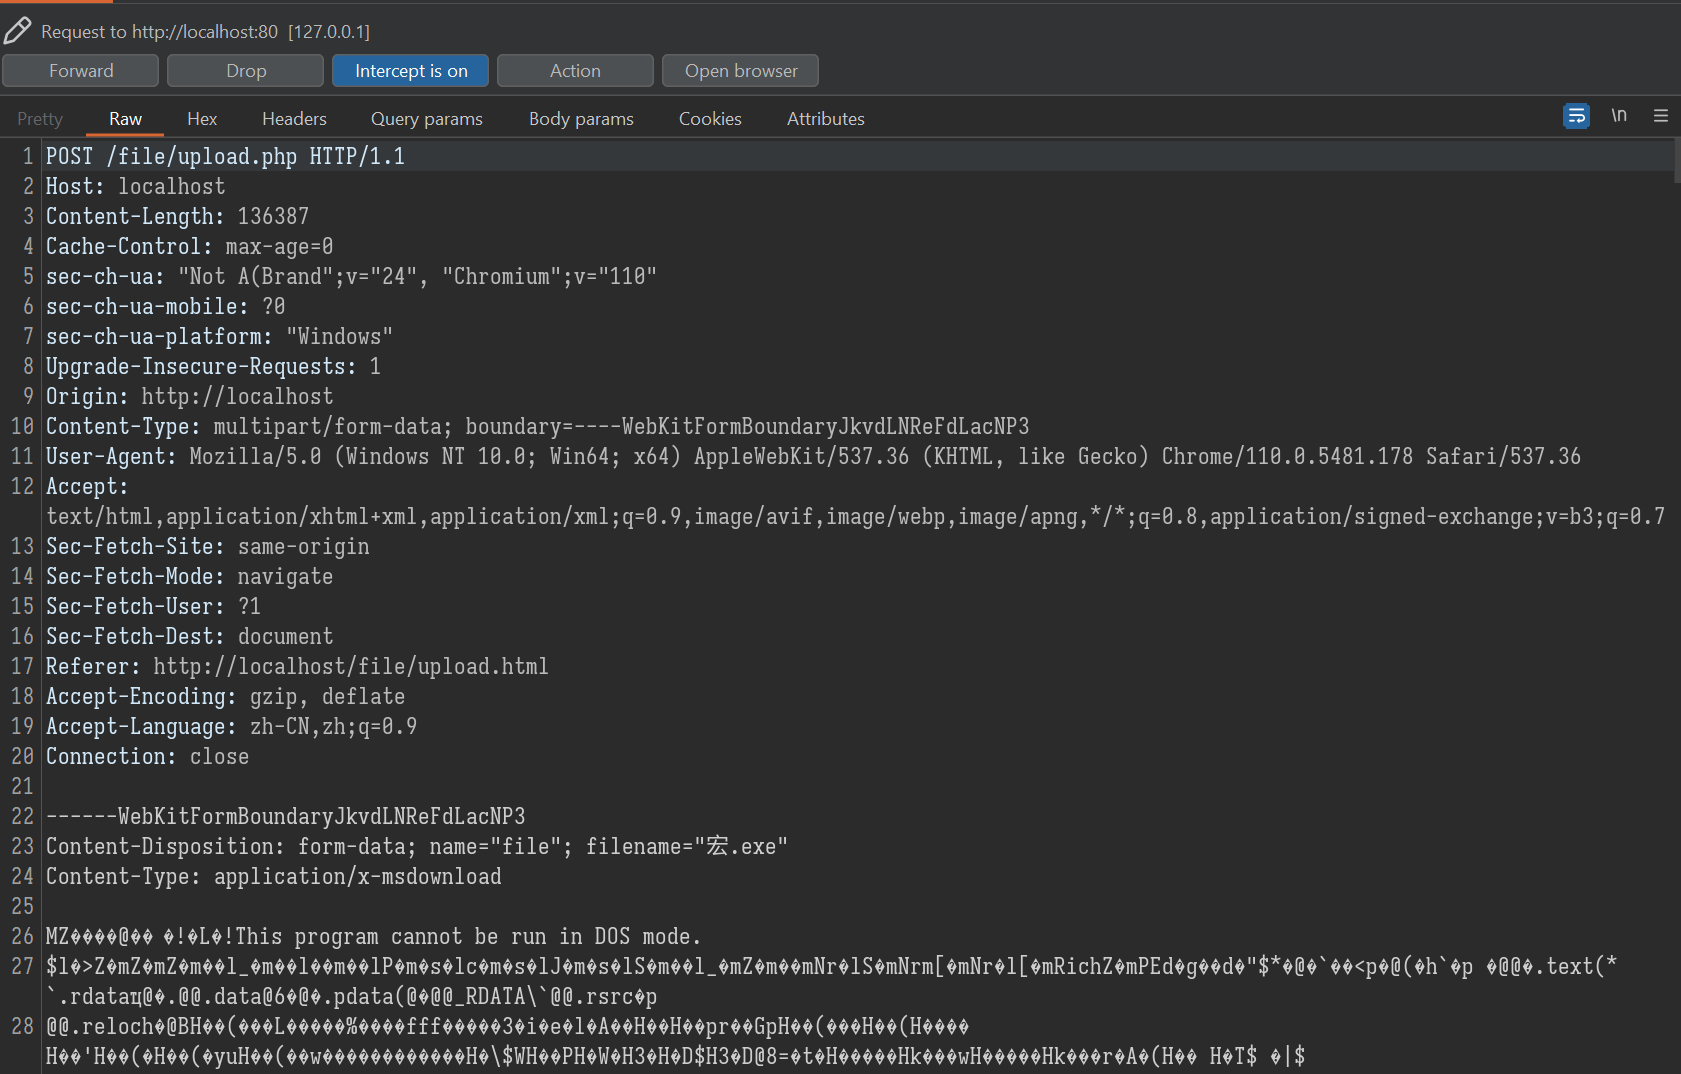 Request to http://localhost:80 [127.0.0.1]
Forward Drop Intercept is on Action Open browser
Pretty Raw Hex Headers Query params Body params Cookies Attributes \n
1 POST /file/upload.php HTTP/1.1
2 Host: localhost
3 Content-Length: 136387
4 Cache-Control: max-age=0
5 sec-ch-ua: "Not A(Brand";v="24", "Chromium";v="110"
6 sec-ch-ua-mobile: ?0
7 sec-ch-ua-platform: "Windows"
8 Upgrade-Insecure-Requests: 1
9 Origin: http://localhost
10 Content-Type: multipart/form-data; boundary=----WebKitFormBoundaryJkvdLNReFdLacNP3
11 User-Agent: Mozilla/5.0 (Windows NT 10.0; Win64; x64) AppleWebKit/537.36 (KHTML, like Gecko) Chrome/110.0.5481.178 Safari/537.36
12 Accept:
text/html,application/xhtml+xml,application/xml;q=0.9,image/avif,image/webp,image/apng,*/*;q=0.8,application/signed-exchange;v=b3;q=0.7
13 Sec-Fetch-Site: same-origin
14 Sec-Fetch-Mode: navigate
15 Sec-Fetch-User: ?1
16 Sec-Fetch-Dest: document
17 Referer: http://localhost/file/upload.html
18 Accept-Encoding: gzip, deflate
19 Accept-Language: zh-CN,zh;q=0.9
20 Connection: close
21
22 ------WebKitFormBoundaryJkvdLNReFdLacNP3
23 Content-Disposition: form-data; name="file"; filename="宏.exe"
24 Content-Type: application/x-msdownload
25
26 MZ����@�� �!�L�!This program cannot be run in DOS mode.
27 $l�>Z�mZ�mZ�m��l_�m��l��m��lP�m�s�lc�m�s�lJ�m�s�lS�m��l_�mZ�m��mNr�lS�mNrm[�mNr�l[�mRichZ�mPEd�g��d�"$*�@�`��<p�@(�h`�p �@@�.text(*
`.rdataҵ@�.@@.data@6�@�.pdata(@�@@_RDATA\`@@.rsrc�p
28 @@.reloch�@BH��(���L�����%����fff�����3�i�e�l�A��H��H��pr��GpH��(���H��(H����
H��'H��(�H��(�yuH��(��w������������H�\$WH��PH�W�H3�H�D$H3�D@8=�t�H�����Hk���wH�����Hk���r�A�(H�� H�T$ �|$